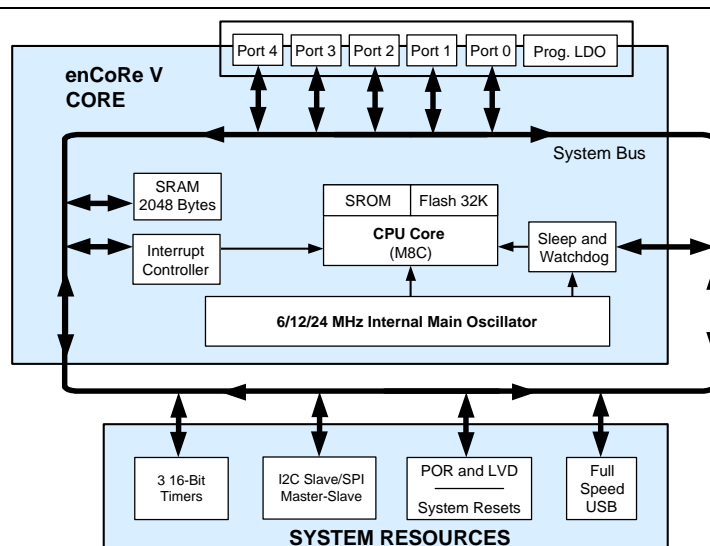 Port 4 Port 3 Port 2 Port 1 Port 0 Prog. LDO
enCoRe V
CORE
System Bus
SRAM
2048 Bytes
SROM Flash 32K
CPU Core
(M8C)
Interrupt
Controller
Sleep and
Watchdog
6/12/24 MHz Internal Main Oscillator
3 16-Bit
Timers
I2C Slave/SPI
Master-Slave
POR and LVD
System Resets
Full
Speed
USB
SYSTEM RESOURCES